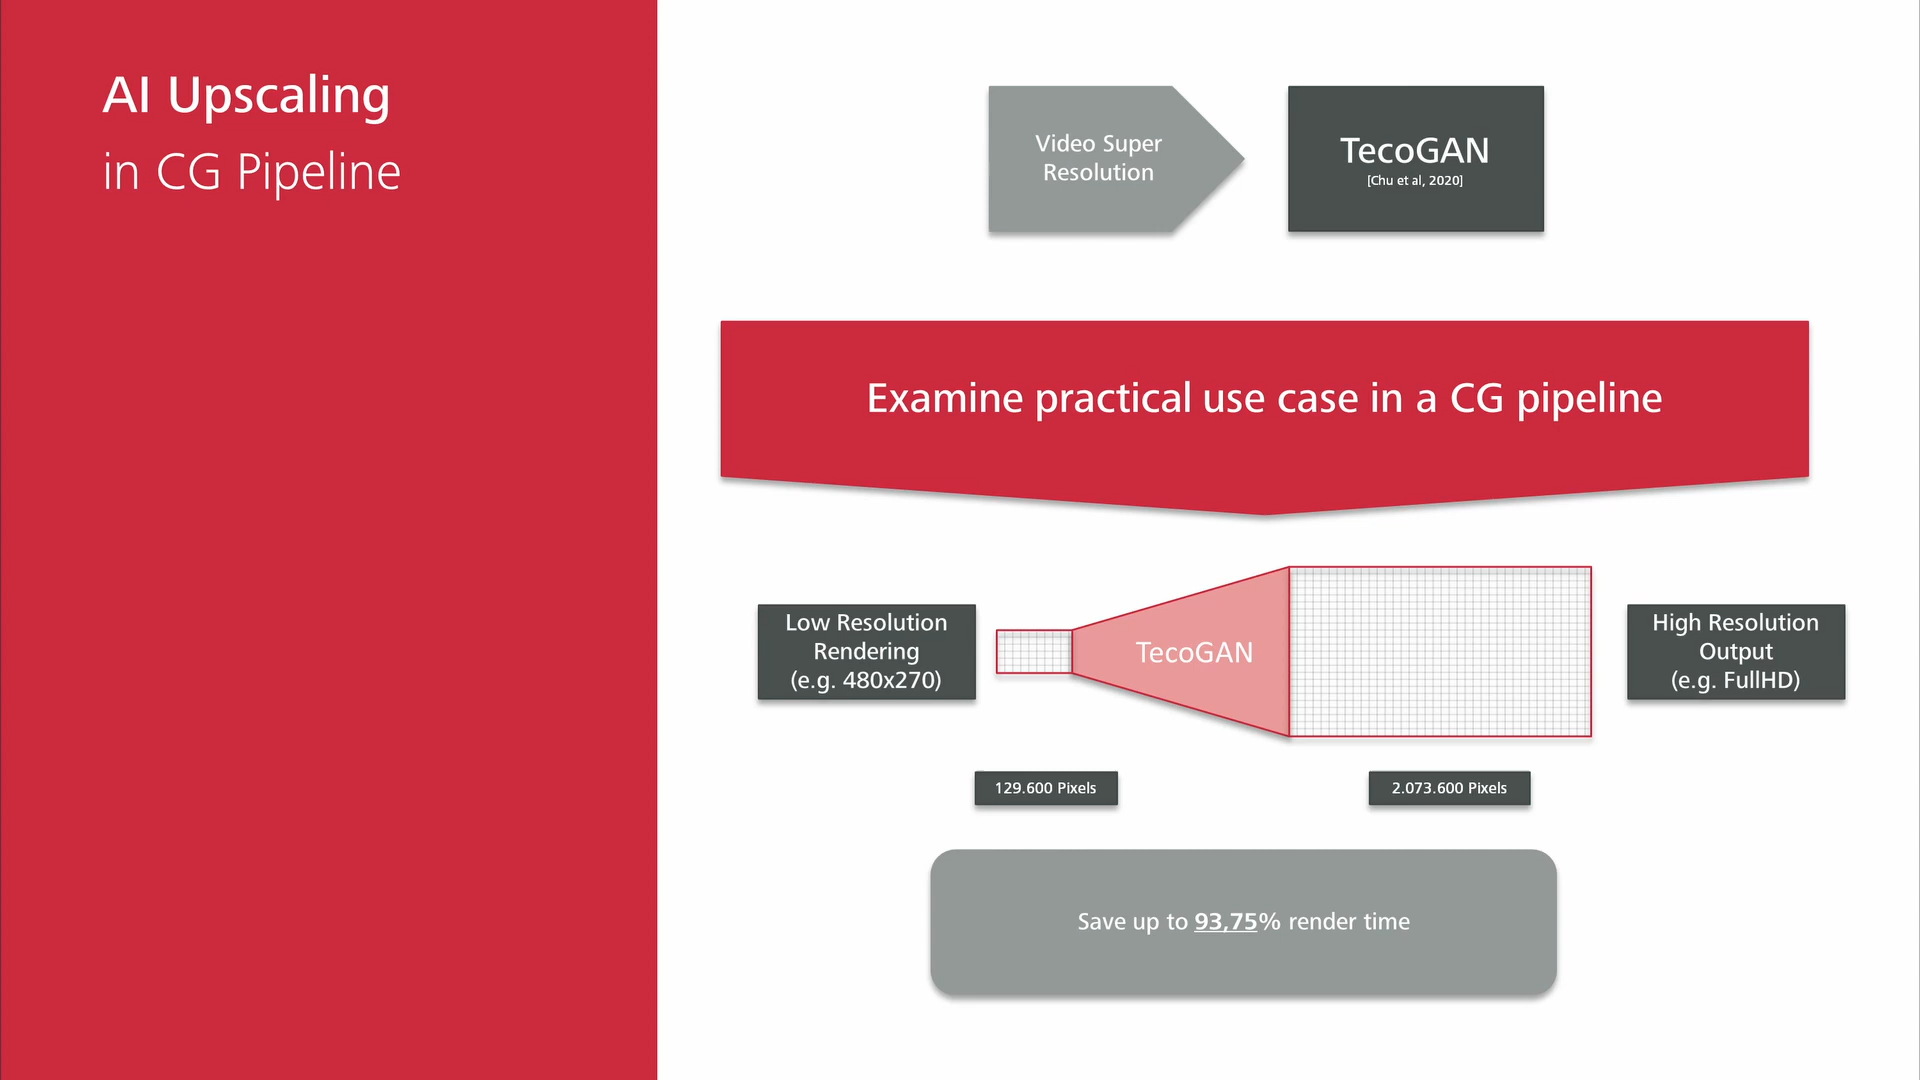 AI Upscaling
in CG Pipeline
Video Super
Resolution
TecoGAN
[Chu et al, 2020]
Examine practical use case in a CG pipeline
Low Resolution
Rendering
(e.g. 480x270)
TecoGAN
High Resolution
Output
(e.g. FullHD)
129.600 Pixels
2.073.600 Pixels
Save up to 93,75% render time